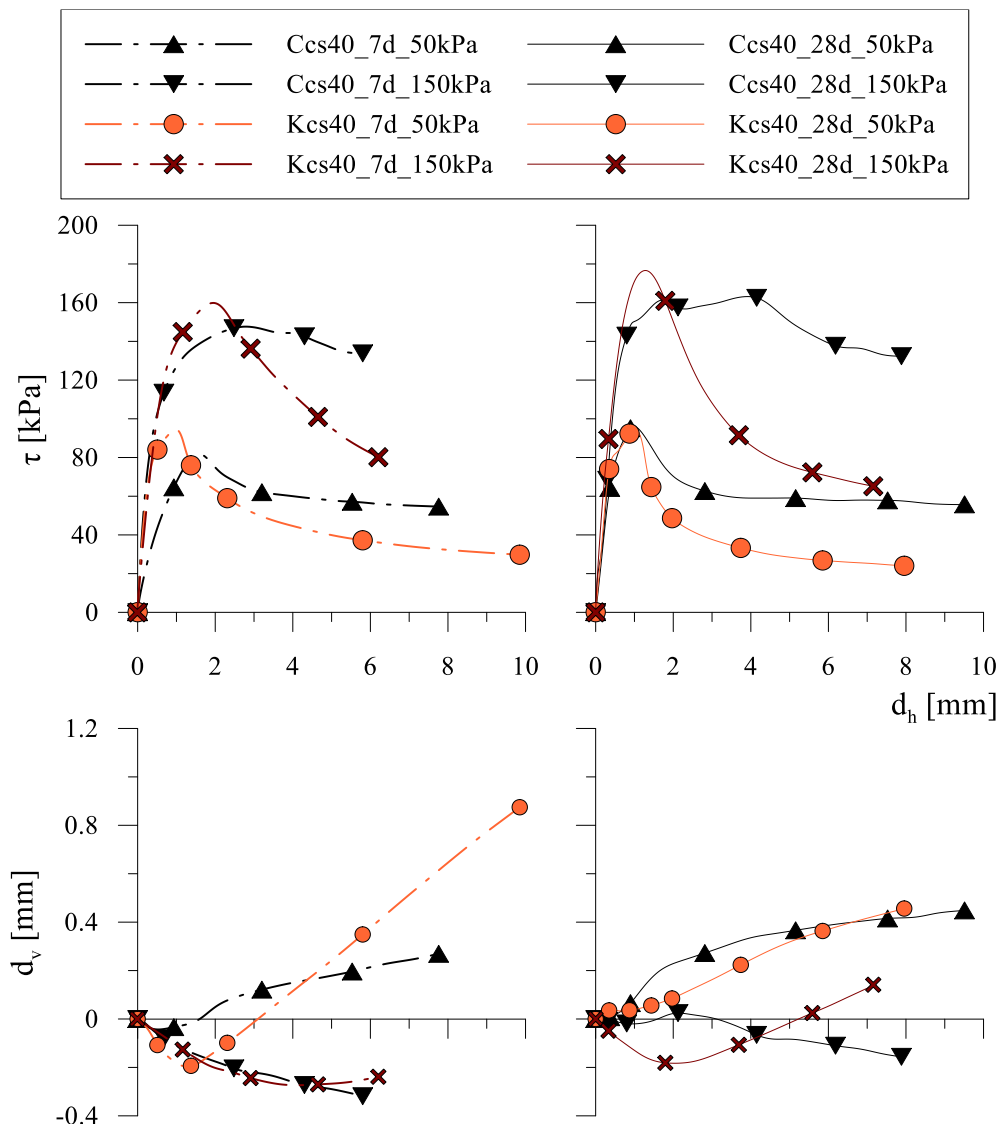 Ccs40_7d_50kPa Ccs40_28d_50kPa
Ccs40_7d_150kPa Ccs40_28d_150kPa
Kcs40_7d_50kPa Kcs40_28d_50kPa
Kcs40_7d_150kPa Kcs40_28d_150kPa
200
160
120
80
40
0
τ [kPa]
0 2 4 6 8 10 0 2 4 6 8 10
d_h [mm]
1.2
0.8
0.4
0
-0.4
d_v [mm]